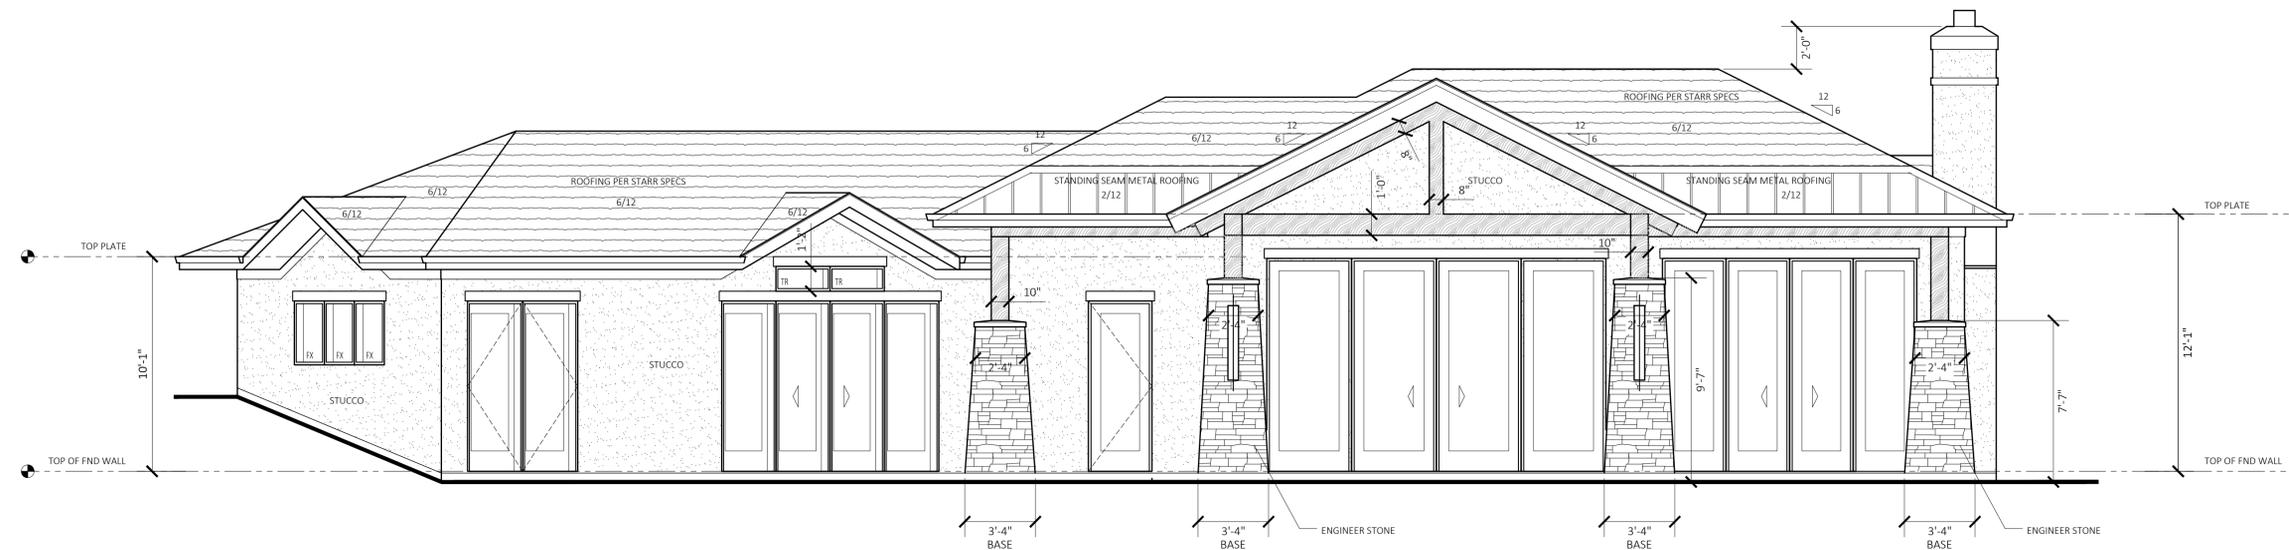 2'-0"
ROOFING PER STARR SPECS
12
6
12
6
6/12
12
6
12
6
6/12
8"
STANDING SEAM METAL ROOFING
2/12
STUCCO
8"
1'-0"
STANDING SEAM METAL ROOFING
2/12
ROOFING PER STARR SPECS
6/12
6/12
6/12
6/12
TOP PLATE
TOP PLATE
1'-2"
10"
TR
TR
10"
2'-4"
2'-4"
FX
FX
FX
STUCCO
STUCCO
2'-4"
2'-4"
10'-1"
9'-7"
12'-1"
7'-7"
TOP OF FND WALL
TOP OF FND WALL
3'-4"
BASE
3'-4"
BASE
ENGINEER STONE
3'-4"
BASE
3'-4"
BASE
ENGINEER STONE